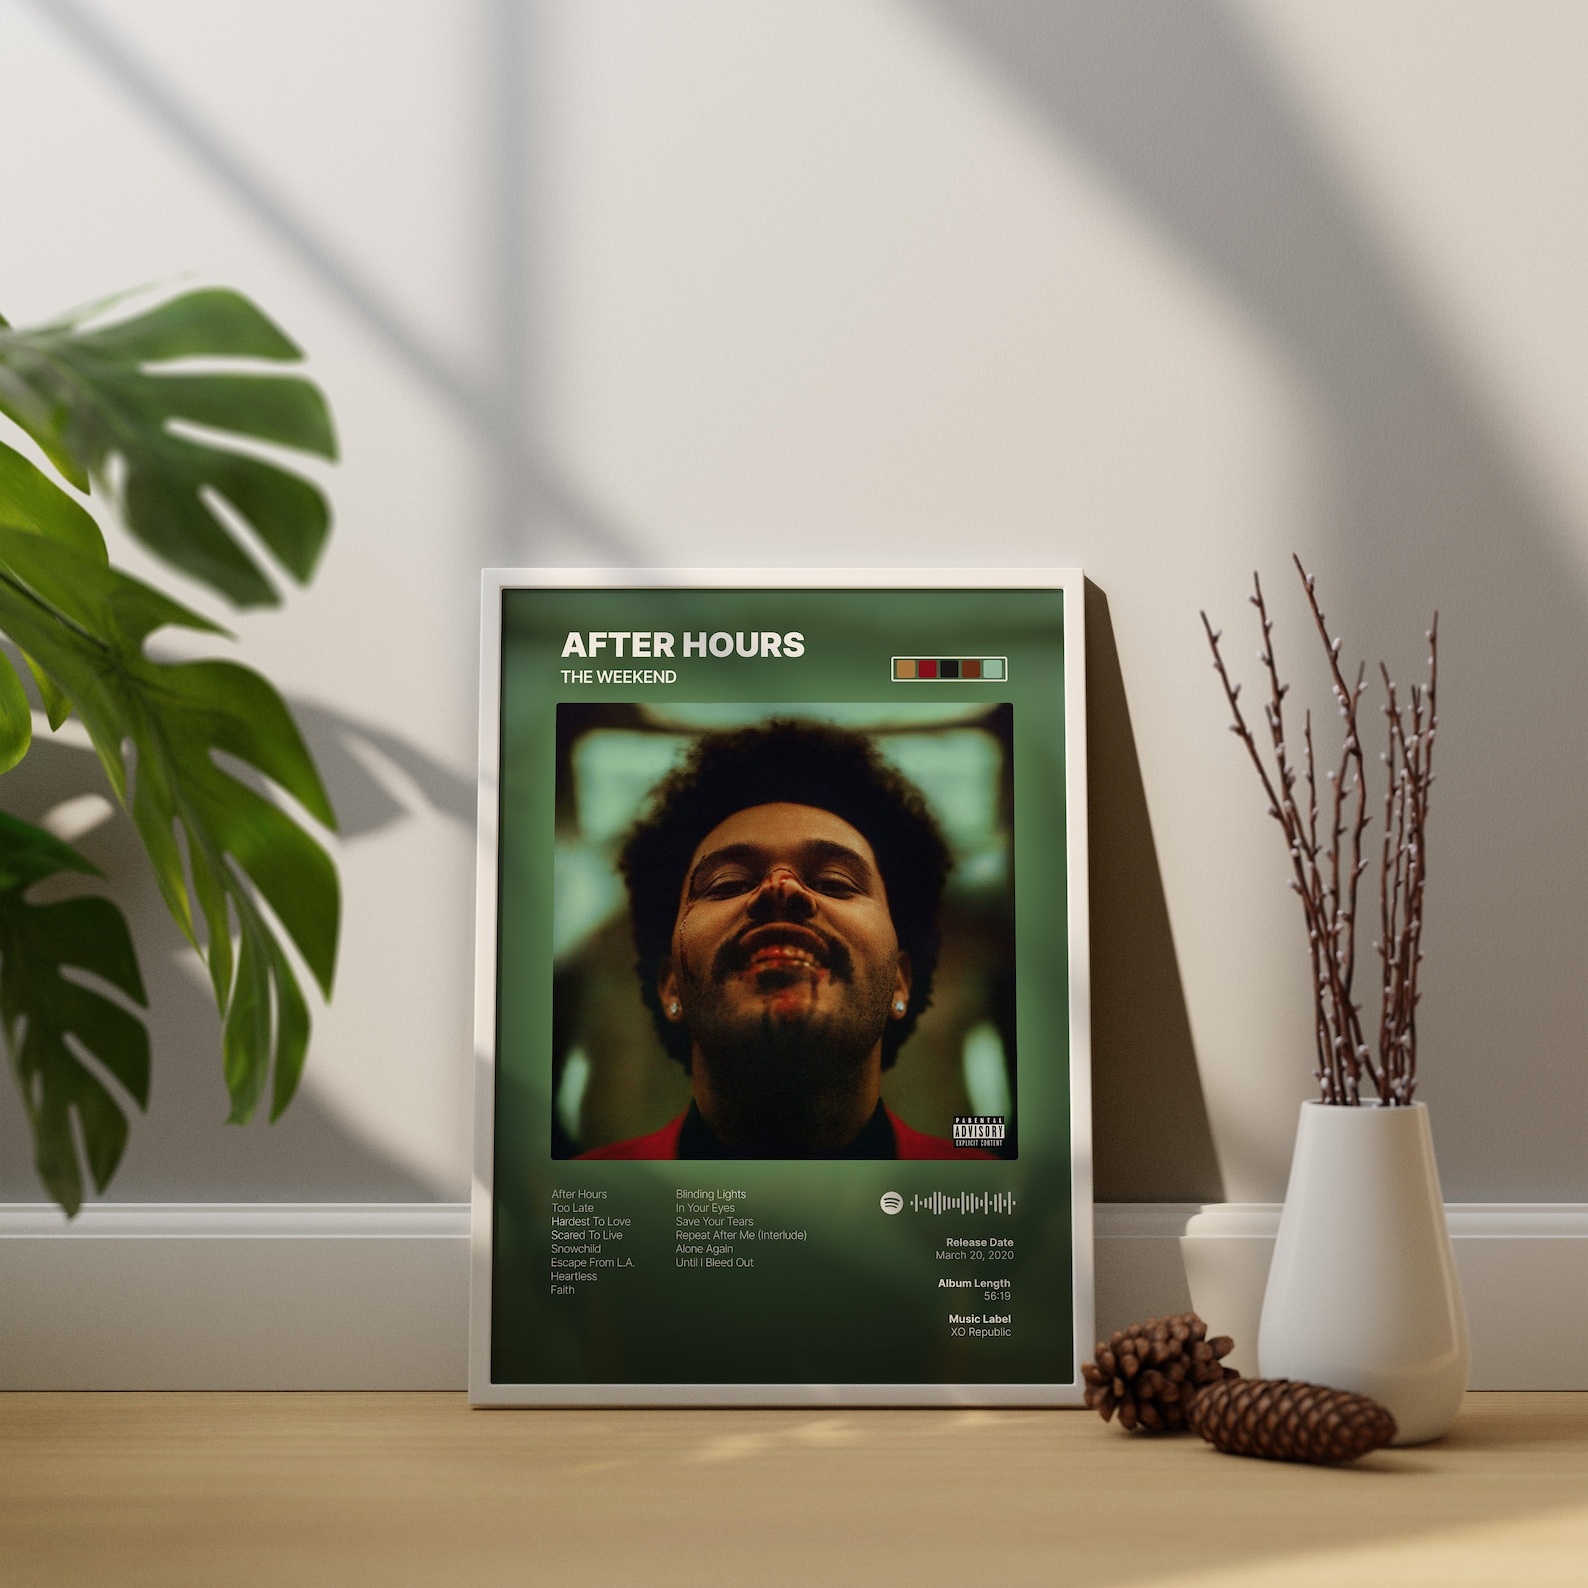 AFTER HOURS
THE WEEKEND
PARENTAL
ADVISORY
EXPLICIT CONTENT
After Hours
Too Late
Hardest To Love
Scared To Live
Snowchild
Escape From L.A.
Heartless
Faith
Blinding Lights
In Your Eyes
Save Your Tears
Repeat After Me (Interlude)
Alone Again
Until I Bleed Out
Release Date
March 20, 2020
Album Length
56:19
Music Label
XO Republic